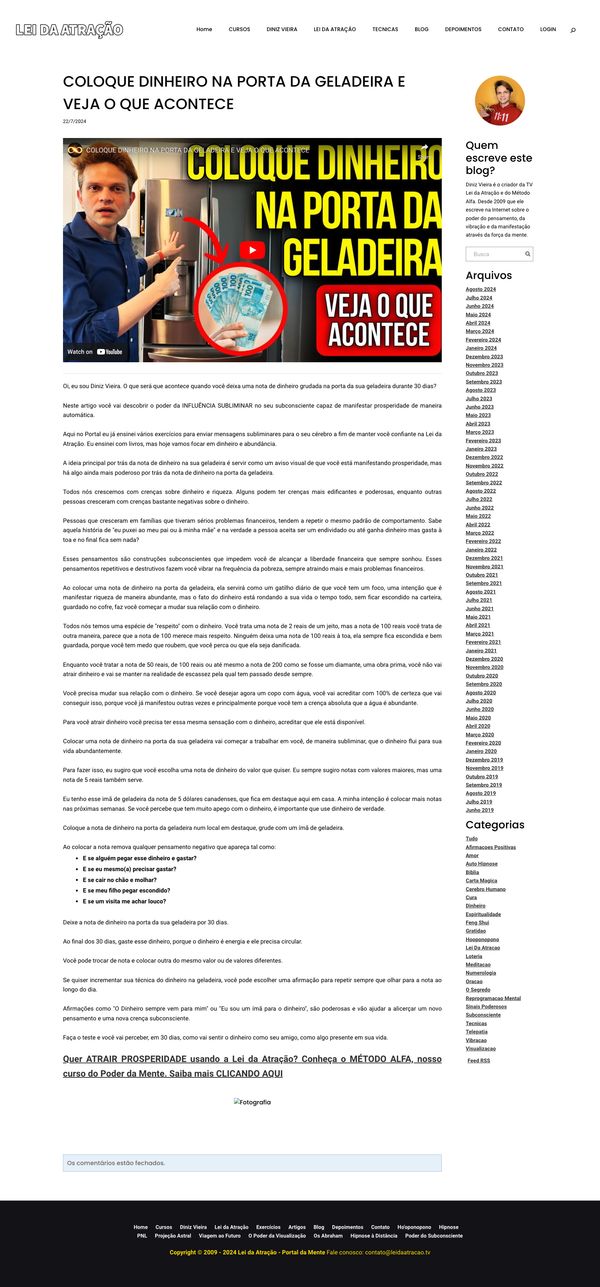 LEI DA ATRAÇÃO
Home CURSOS DINIZ VIEIRA LEI DA ATRAÇÃO TECNICAS BLOG DEPOIMENTOS CONTATO LOGIN
COLOQUE DINHEIRO NA PORTA DA GELADEIRA E
VEJA O QUE ACONTECE
22/7/2024
COLOQUE DINHEIRO NA PORTA DA GELADEIRA E VEJA O QUE ACONTECE
COLOQUE DINHEIRO
NA PORTA DA
GELADEIRA
VEJA O QUE
ACONTECE
Watch on YouTube
Oi, eu sou Diniz Vieira. O que será que acontece quando você deixa uma nota de dinheiro grudada na porta da sua geladeira durante 30 dias?
Neste artigo você vai descobrir o poder da INFLUÊNCIA SUBLIMINAR no seu subconsciente capaz de manifestar prosperidade de maneira
automática.
Aqui no Portal eu já ensinei vários exercícios para enviar mensagens subliminares para o seu cérebro a fim de manter você confiante na Lei da
Atração. Eu ensinei com livros, mas hoje vamos focar em dinheiro e abundância.
A ideia principal por trás da nota de dinheiro na sua geladeira é servir como um aviso visual de que você está manifestando prosperidade, mas
há algo ainda mais poderoso por trás da nota de dinheiro na porta da geladeira.
Todos nós crescemos com crenças sobre dinheiro e riqueza. Alguns podem ter crenças mais edificantes e poderosas, enquanto outras
pessoas cresceram com crenças bastante negativas sobre o dinheiro.
Pessoas que cresceram em famílias que tiveram sérios problemas financeiros, tendem a repetir o mesmo padrão de comportamento. Sabe
aquela história de "eu puxei ao meu pai ou à minha mãe" e na verdade a pessoa aceita ser um endividado ou até ganha dinheiro mas gasta à
toa e no final fica sem nada?
Esses pensamentos são construções subconscientes que impedem você de alcançar a liberdade financeira que sempre sonhou. Esses
pensamentos repetitivos e destrutivos fazem você vibrar na frequência da pobreza, sempre atraindo mais e mais problemas financeiros.
Ao colocar uma nota de dinheiro na porta da geladeira, ela servirá como um gatilho diário de que você tem um foco, uma intenção que é
manifestar riqueza de maneira abundante, mas o fato do dinheiro está rondando a sua vida o tempo todo, sem ficar escondido na carteira,
guardado no cofre, faz você começar a mudar sua relação com o dinheiro.
Todos nós temos uma espécie de "respeito" com o dinheiro. Você trata uma nota de 2 reais de um jeito, mas a nota de 100 reais você trata de
outra maneira, parece que a nota de 100 merece mais respeito. Ninguém deixa uma nota de 100 reais à toa, ela sempre fica escondida e bem
guardada, porque você tem medo que roubem, que você perca ou que ela seja danificada.
Enquanto você tratar a nota de 50 reais, de 100 reais ou até mesmo a nota de 200 como se fosse um diamante, uma obra prima, você não vai
atrair dinheiro e vai se manter na realidade de escassez pela qual tem passado desde sempre.
Você precisa mudar sua relação com o dinheiro. Se você desejar agora um copo com água, você vai acreditar com 100% de certeza que vai
conseguir isso, porque você já manifestou outras vezes e principalmente porque você tem a crença absoluta que a água é abundante.
Para você atrair dinheiro você precisa ter essa mesma sensação com o dinheiro, acreditar que ele está disponível.
Colocar uma nota de dinheiro na porta da sua geladeira vai começar a trabalhar em você, de maneira subliminar, que o dinheiro flui para sua
vida abundantemente.
Para fazer isso, eu sugiro que você escolha uma nota de dinheiro do valor que quiser. Eu sempre sugiro notas com valores maiores, mas uma
nota de 5 reais também serve.
Eu tenho esse imã de geladeira da nota de 5 dólares canadenses, que fica em destaque aqui em casa. A minha intenção é colocar mais notas
nas próximas semanas. Se você percebe que tem muito apego com o dinheiro, é importante que use dinheiro de verdade.
Coloque a nota de dinheiro na porta da geladeira num local em destaque, grude com um imã de geladeira.
Ao colocar a nota remova qualquer pensamento negativo que apareça tal como:
• E se alguém pegar esse dinheiro e gastar?
• E se eu mesmo(a) precisar gastar?
• E se cair no chão e molhar?
• E se meu filho pegar escondido?
• E se um visita me achar louco?
Deixe a nota de dinheiro na porta da sua geladeira por 30 dias.
Ao final dos 30 dias, gaste esse dinheiro, porque o dinheiro é energia e ele precisa circular.
Você pode trocar de nota e colocar outra do mesmo valor ou de valores diferentes.
Se quiser incrementar sua técnica do dinheiro na geladeira, você pode escolher uma afirmação para repetir sempre que olhar para a nota ao
longo do dia.
Afirmações como "O Dinheiro sempre vem para mim" ou "Eu sou um ímã para o dinheiro", são poderosas e vão ajudar a alicerçar um novo
pensamento e uma nova crença subconsciente.
Faça o teste e você vai perceber, em 30 dias, como vai sentir o dinheiro como seu amigo, como algo presente em sua vida.
Quer ATRAIR PROSPERIDADE usando a Lei da Atração? Conheça o MÉTODO ALFA, nosso
curso do Poder da Mente. Saiba mais CLICANDO AQUI
Fotografia
Os comentários estão fechados.
11:11
Quem
escreve este
blog?
Diniz Vieira é o criador da TV
Lei da Atração e do Método
Alfa. Desde 2009 que ele
escreve na Internet sobre o
poder do pensamento, da
vibração e da manifestação
através da força da mente.
Busca
Arquivos
Agosto 2024
Julho 2024
Junho 2024
Maio 2024
Abril 2024
Março 2024
Fevereiro 2024
Janeiro 2024
Dezembro 2023
Novembro 2023
Outubro 2023
Setembro 2023
Agosto 2023
Julho 2023
Junho 2023
Maio 2023
Abril 2023
Março 2023
Fevereiro 2023
Janeiro 2023
Dezembro 2022
Novembro 2022
Outubro 2022
Setembro 2022
Agosto 2022
Julho 2022
Junho 2022
Maio 2022
Abril 2022
Março 2022
Fevereiro 2022
Janeiro 2022
Dezembro 2021
Novembro 2021
Outubro 2021
Setembro 2021
Agosto 2021
Julho 2021
Junho 2021
Maio 2021
Abril 2021
Março 2021
Fevereiro 2021
Janeiro 2021
Dezembro 2020
Novembro 2020
Outubro 2020
Setembro 2020
Agosto 2020
Julho 2020
Junho 2020
Maio 2020
Abril 2020
Março 2020
Fevereiro 2020
Janeiro 2020
Dezembro 2019
Novembro 2019
Outubro 2019
Setembro 2019
Agosto 2019
Julho 2019
Junho 2019
Categorias
Tudo
Afirmacoes Positivas
Amor
Auto Hipnose
Biblia
Carta Magica
Cerebro Humano
Cura
Dinheiro
Espiritualidade
Feng Shui
Gratidao
Hooponopono
Lei Da Atracao
Loteria
Meditacao
Numerologia
Oracao
O Segredo
Reprogramacao Mental
Sinais Poderosos
Subconsciente
Tecnicas
Telepatia
Vibracao
Visualizacao
Feed RSS
Home Cursos Diniz Vieira Lei da Atração Exercícios Artigos Blog Depoimentos Contato Ho'oponopono Hipnose
PNL Projeção Astral Viagem ao Futuro O Poder da Visualização Os Abraham Hipnose à Distância Poder do Subconsciente
Copyright © 2009 - 2024 Lei da Atração - Portal da Mente Fale conosco: contato@leidaatracao.tv